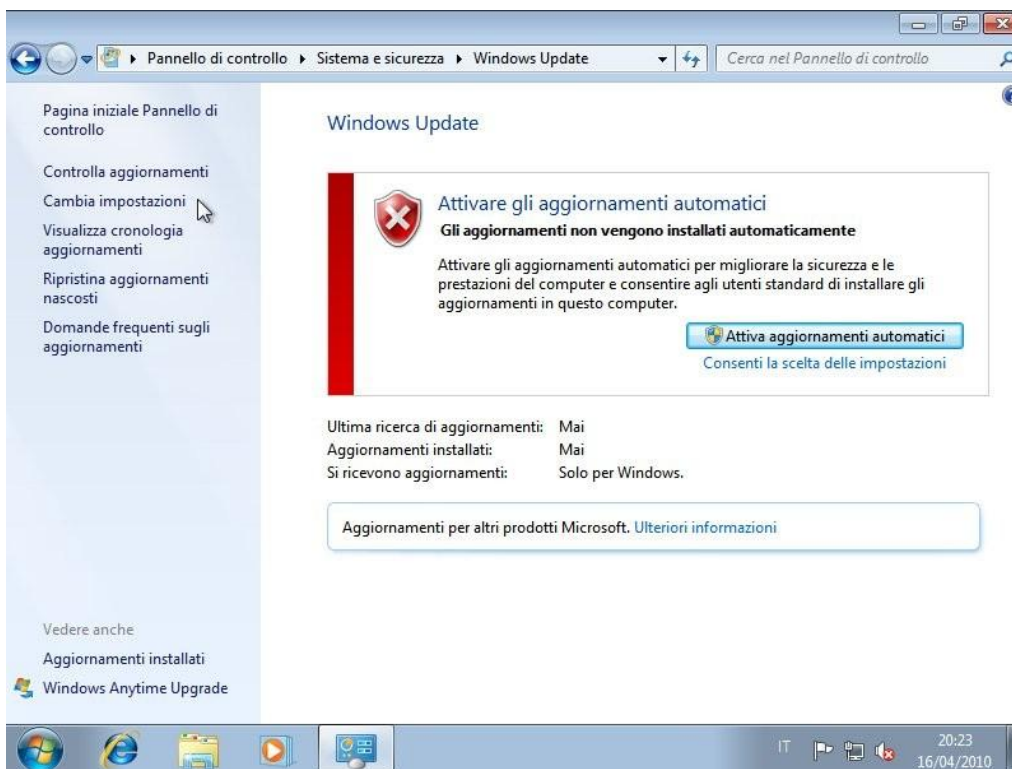 Pannello di controllo
Sistema e sicurezza
Windows Update
Cerca nel Pannello di controllo
Pagina iniziale Pannello di
controllo
Controlla aggiornamenti
Cambia impostazioni
Visualizza cronologia
aggiornamenti
Ripristina aggiornamenti
nascosti
Domande frequenti sugli
aggiornamenti
Vedere anche
Aggiornamenti installati
Windows Anytime Upgrade
Windows Update
Attivare gli aggiornamenti automatici
Gli aggiornamenti non vengono installati automaticamente
Attivare gli aggiornamenti automatici per migliorare la sicurezza e le
prestazioni del computer e consentire agli utenti standard di installare gli
aggiornamenti in questo computer.
Attiva aggiornamenti automatici
Consenti la scelta delle impostazioni
Ultima ricerca di aggiornamenti: Mai
Aggiornamenti installati: Mai
Si ricevono aggiornamenti: Solo per Windows.
Aggiornamenti per altri prodotti Microsoft. Ulteriori informazioni
IT
20:23
16/04/2010